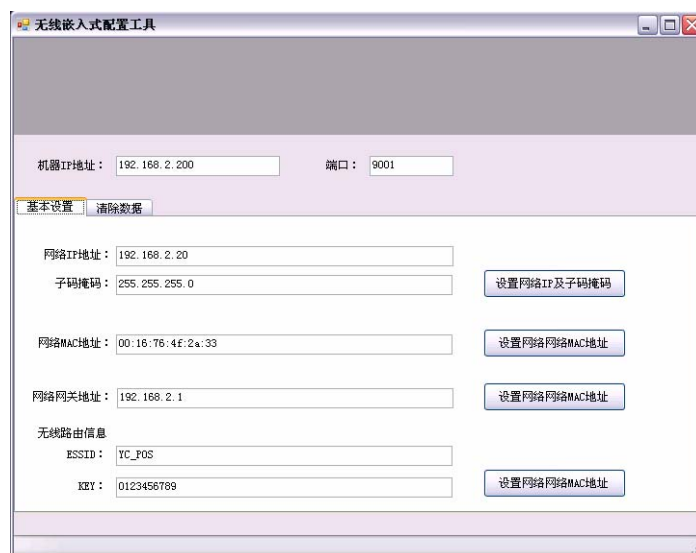 无线嵌入式配置工具
机器IP地址： 192.168.2.200 端口： 9001
基本设置 清除数据
网络IP地址： 192.168.2.20
子码掩码： 255.255.255.0 设置网络IP及子码掩码
网络MAC地址： 00:16:76:4f:2a:33 设置网络网络MAC地址
网络网关地址： 192.168.2.1 设置网络网络MAC地址
无线路由信息
ESSID： YC_POS
KEY： 0123456789 设置网络网络MAC地址